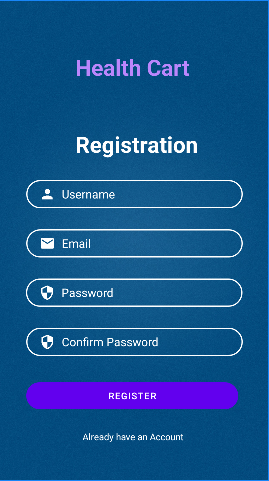 Health Cart
Registration
Username
Email
Password
Confirm Password
REGISTER
Already have an Account